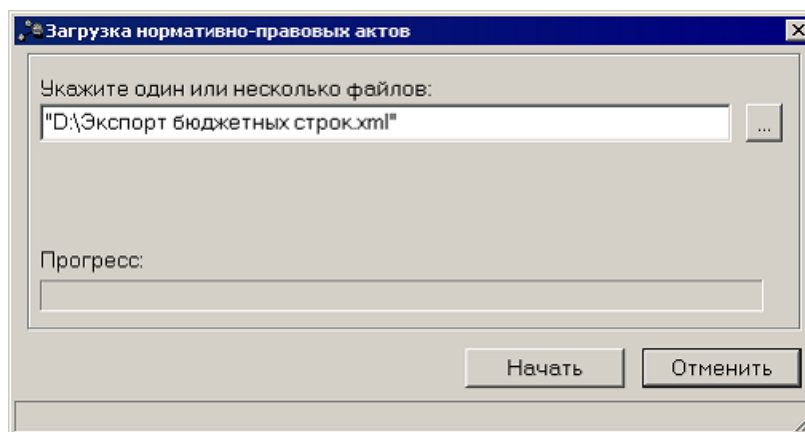 Загрузка нормативно-правовых актов
Укажите один или несколько файлов:
"D:\Экспорт бюджетных строк.xml"
...
Прогресс:
Начать
Отменить